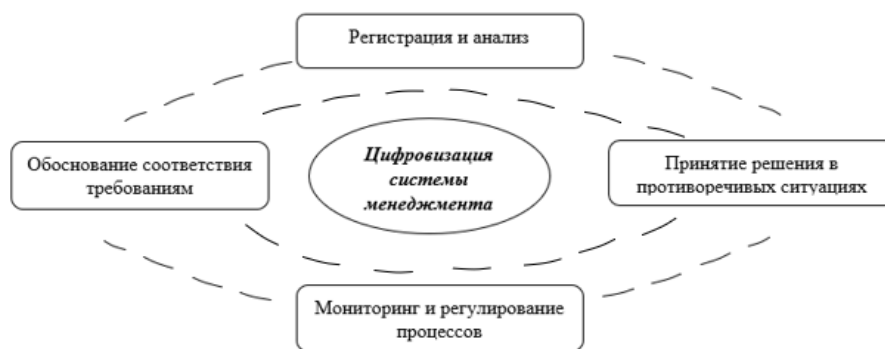 Регистрация и анализ
Обоснование соответствия
требованиям
Цифровизация
системы
менеджмента
Принятие решения в
противоречивых ситуациях
Мониторинг и регулирование
процессов